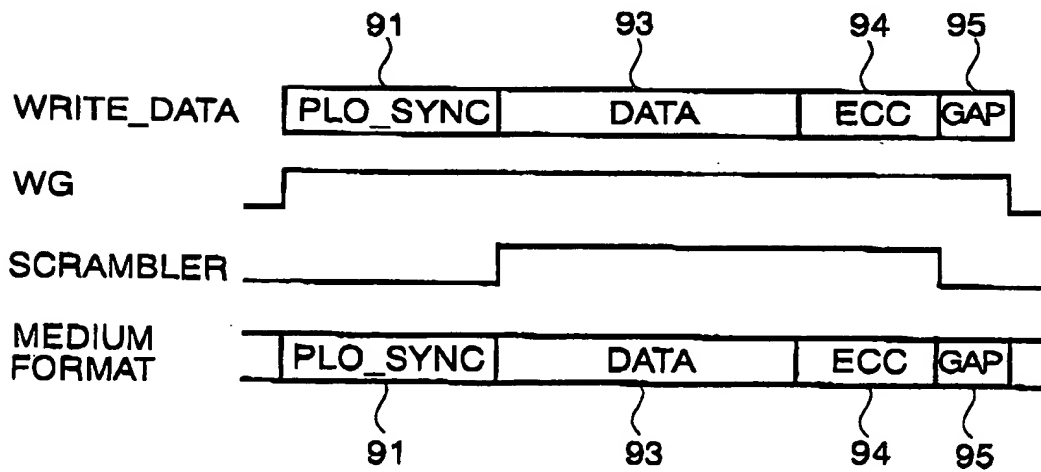 91 93 94 95
WRITE_DATA PLO_SYNC DATA ECC GAP
WG
SCRAMBLER
MEDIUM
FORMAT PLO_SYNC DATA ECC GAP
91 93 94 95